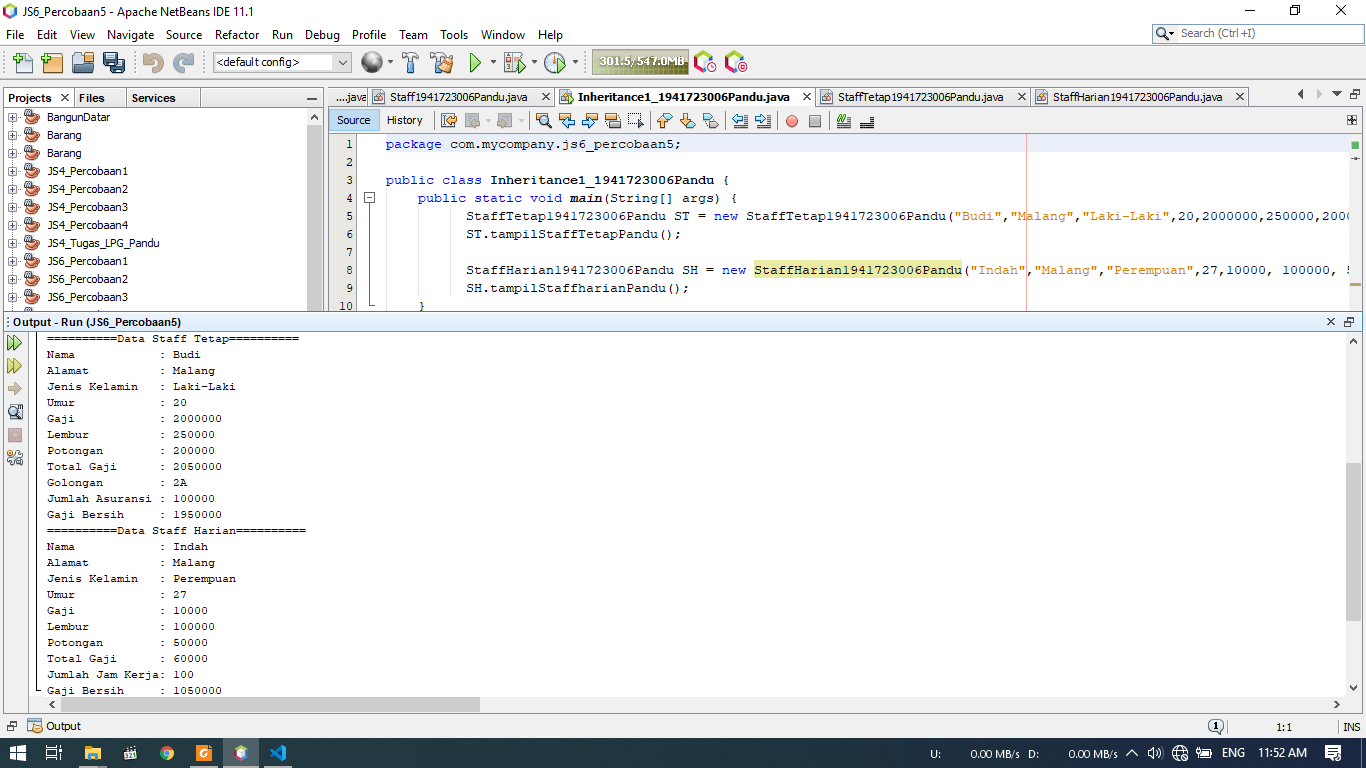 JS6_Percobaan5 - Apache NetBeans IDE 11.1
File Edit View Navigate Source Refactor Run Debug Profile Team Tools Window Help
Search (Ctrl+I)
<default config>
301.5/547.0MB
Projects Files Services
BangunDatar
Barang
Barang
JS4_Percobaan1
JS4_Percobaan2
JS4_Percobaan3
JS4_Percobaan4
JS4_Tugas_LPG_Pandu
JS6_Percobaan1
JS6_Percobaan2
JS6_Percobaan3
....java Staff1941723006Pandu.java Inheritance1_1941723006Pandu.java StaffTetap1941723006Pandu.java StaffHarian1941723006Pandu.java
Source History
1 package com.mycompany.js6_percobaan5;
2
3 public class Inheritance1_1941723006Pandu {
4 public static void main(String[] args) {
5 StaffTetap1941723006Pandu ST = new StaffTetap1941723006Pandu("Budi","Malang","Laki-Laki",20,2000000,250000,2000
6 ST.tampilStaffTetapPandu();
7
8 StaffHarian1941723006Pandu SH = new StaffHarian1941723006Pandu("Indah","Malang","Perempuan",27,10000, 100000, 5
9 SH.tampilStaffharianPandu();
10 }
Output - Run (JS6_Percobaan5)
==========Data Staff Tetap==========
Nama : Budi
Alamat : Malang
Jenis Kelamin : Laki-Laki
Umur : 20
Gaji : 2000000
Lembur : 250000
Potongan : 200000
Total Gaji : 2050000
Golongan : 2A
Jumlah Asuransi : 100000
Gaji Bersih : 1950000
==========Data Staff Harian==========
Nama : Indah
Alamat : Malang
Jenis Kelamin : Perempuan
Umur : 27
Gaji : 10000
Lembur : 100000
Potongan : 50000
Total Gaji : 60000
Jumlah Jam Kerja: 100
Gaji Bersih : 1050000
Output
1
1:1 INS
U: 0.00 MB/s D: 0.00 MB/s ENG 11:52 AM